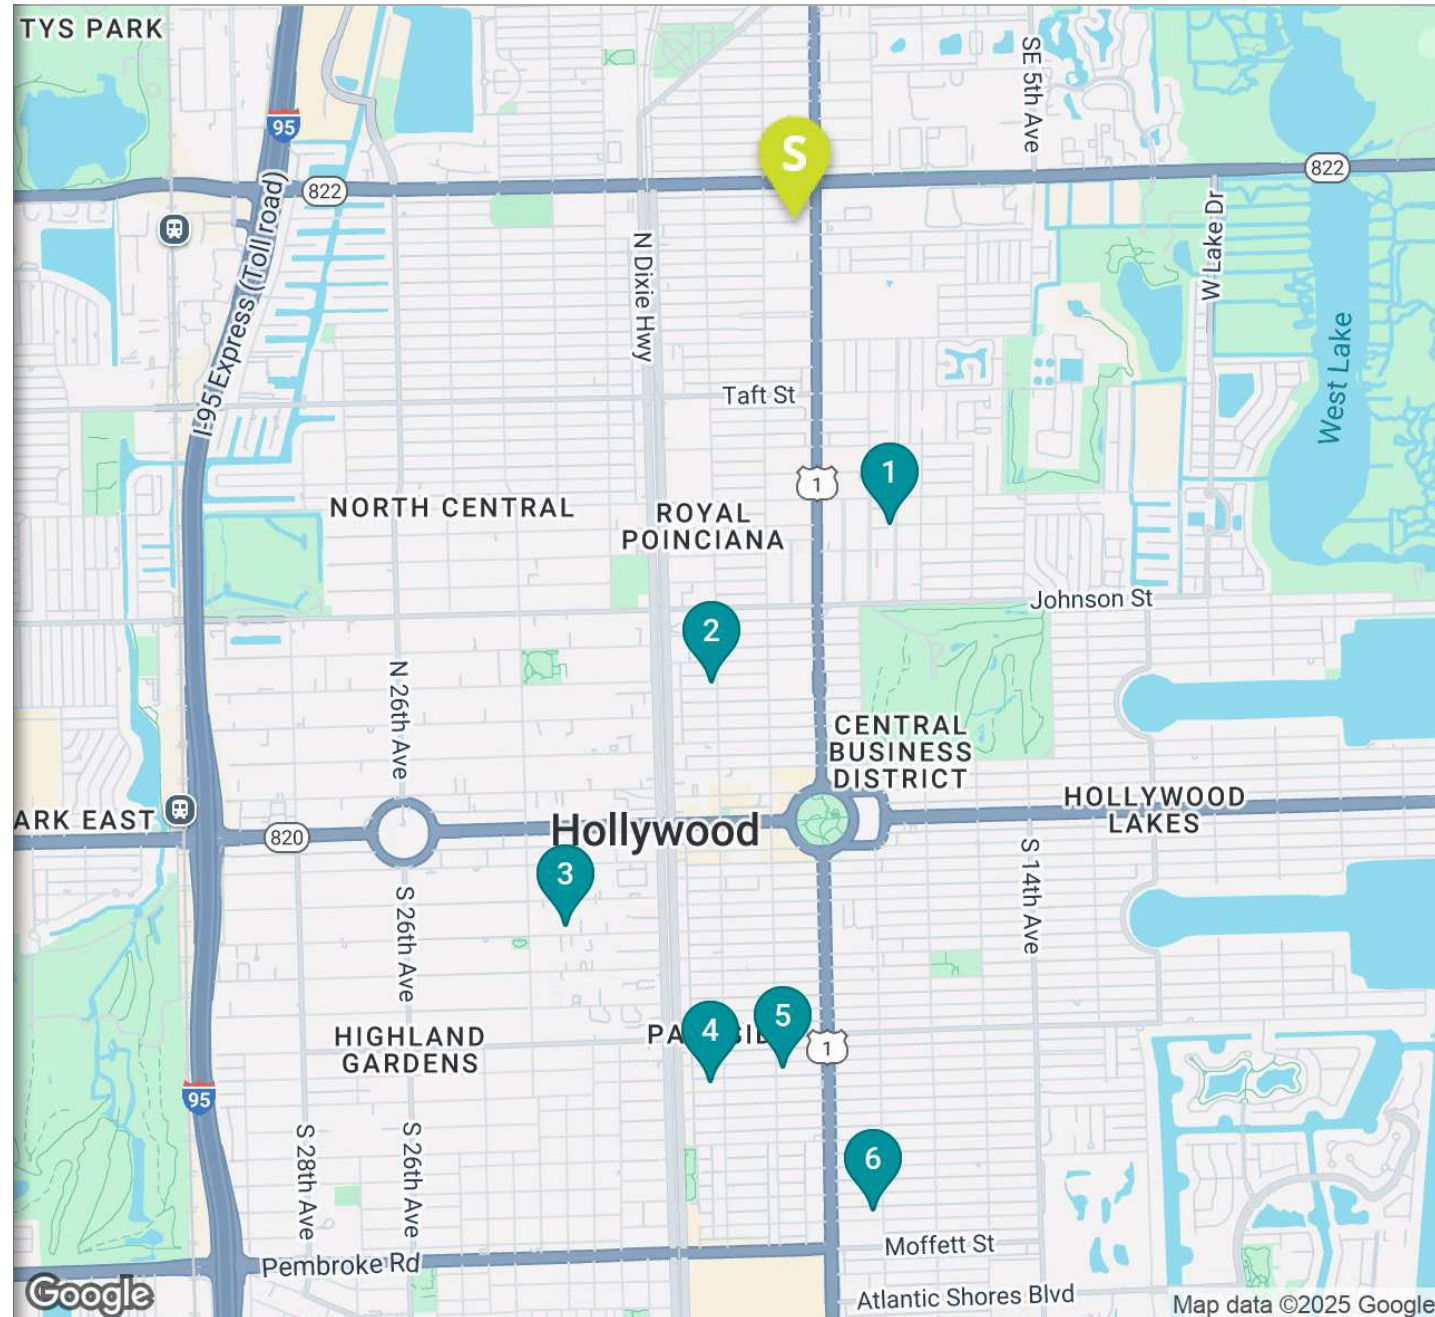 TYS PARK
SE 5th Ave
95
S
822
822
W Lake Dr
I-95 Express (Toll road)
N Dixie Hwy
West Lake
Taft St
1
1
NORTH CENTRAL
ROYAL
POINCIANA
Johnson St
2
N 26th Ave
CENTRAL
BUSINESS
DISTRICT
HOLLYWOOD
LAKES
ARK EAST
820
Hollywood
3
S 14th Ave
S 26th Ave
5
4
HIGHLAND
GARDENS
1
95
S 28th Ave
S 26th Ave
6
Moffett St
Pembroke Rd
Atlantic Shores Blvd
Google
Map data ©2025 Google